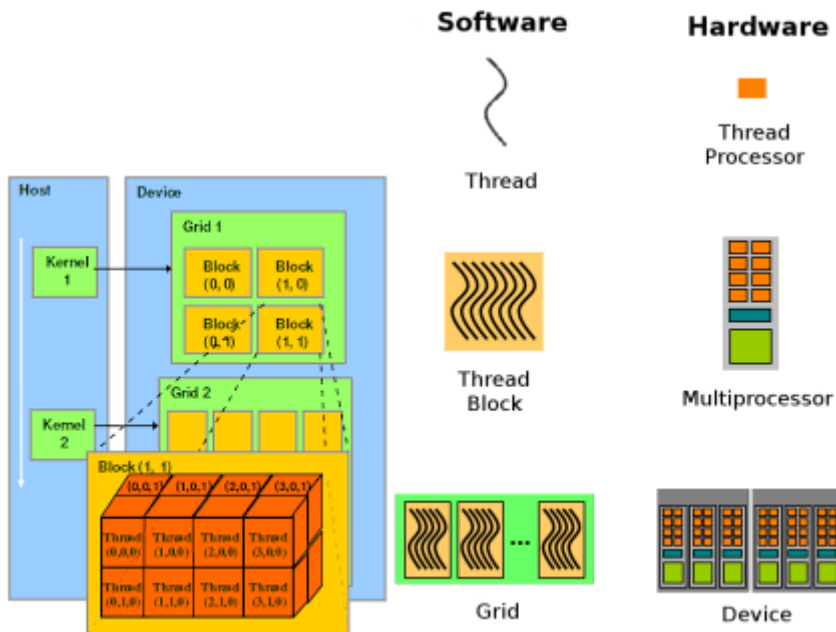 Software
Hardware
Thread
Thread
Processor
Host
Device
Grid 1
Kernel
1
Block
(0, 0)
Block
(1, 0)
Block
(0, 1)
Block
(1, 1)
Thread
Block
Multiprocessor
Grid 2
Kernel
2
Block (1, 1)
(0,0,1) (1,0,1) (2,0,1) (3,0,1)
Thread
(0,0,0)
Thread
(1,0,0)
Thread
(2,0,0)
Thread
(3,0,0)
Thread
(0,1,0)
Thread
(1,1,0)
Thread
(2,1,0)
Thread
(3,1,0)
...
Grid
Device